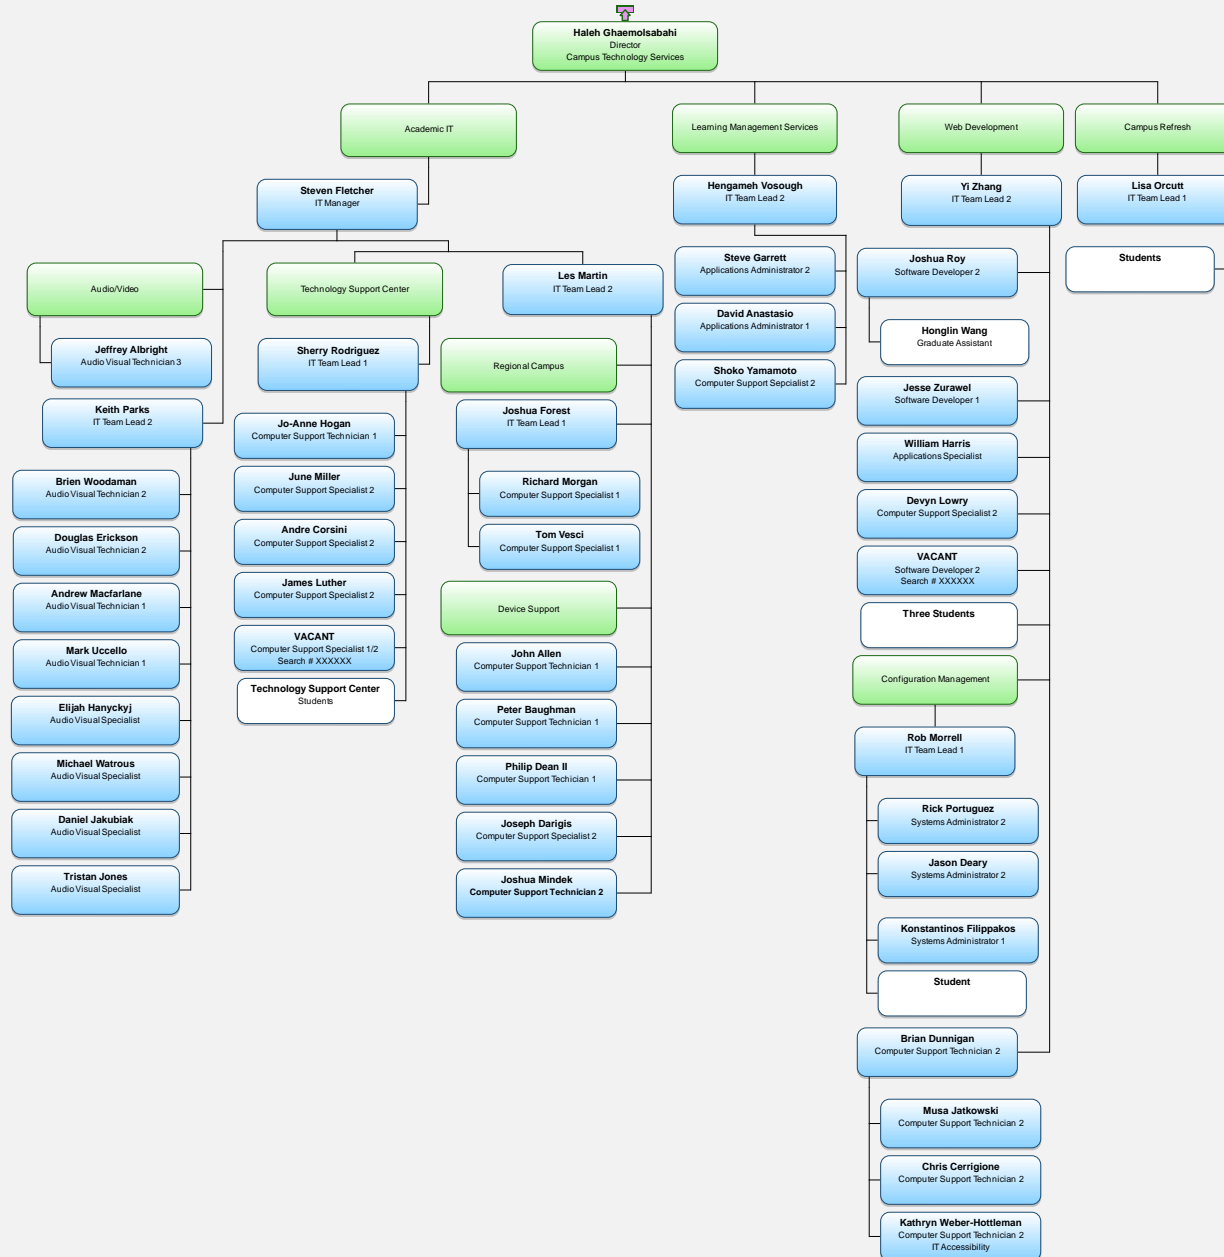 Haleh Ghaemolsabahi
Director
Campus Technology Services
Academic IT
Steven Fletcher
IT Manager
Audio/Video
Jeffrey Albright
Audio Visual Technician 3
Keith Parks
IT Team Lead 2
Brien Woodaman
Audio Visual Technician 2
Douglas Erickson
Audio Visual Technician 2
Andrew Macfarlane
Audio Visual Technician 1
Mark Uccello
Audio Visual Technician 1
Elijah Hanyckyj
Audio Visual Specialist
Michael Watrous
Audio Visual Specialist
Daniel Jakubiak
Audio Visual Specialist
Tristan Jones
Audio Visual Specialist
Technology Support Center
Sherry Rodriguez
IT Team Lead 1
Jo-Anne Hogan
Computer Support Technician 1
June Miller
Computer Support Specialist 2
Andre Corsini
Computer Support Specialist 2
James Luther
Computer Support Specialist 2
VACANT
Computer Support Specialist 1/2
Search # XXXXXX
Technology Support Center
Students
Les Martin
IT Team Lead 2
Regional Campus
Joshua Forest
IT Team Lead 1
Richard Morgan
Computer Support Specialist 1
Tom Vesci
Computer Support Specialist 1
Device Support
John Allen
Computer Support Technician 1
Peter Baughman
Computer Support Technician 1
Philip Dean II
Computer Support Techician 1
Joseph Darigis
Computer Support Specialist 2
Joshua Mindek
Computer Support Technician 2
Learning Management Services
Hengameh Vosough
IT Team Lead 2
Steve Garrett
Applications Administrator 2
David Anastasio
Applications Administrator 1
Shoko Yamamoto
Computer Support Sepcialist 2
Web Development
Yi Zhang
IT Team Lead 2
Joshua Roy
Software Developer 2
Honglin Wang
Graduate Assistant
Jesse Zurawel
Software Developer 1
William Harris
Applications Specialist
Devyn Lowry
Computer Support Specialist 2
VACANT
Software Developer 2
Search # XXXXXX
Three Students
Configuration Management
Rob Morrell
IT Team Lead 1
Rick Portuguez
Systems Administrator 2
Jason Deary
Systems Administrator 2
Konstantinos Filippakos
Systems Administrator 1
Student
Brian Dunnigan
Computer Support Technician 2
Musa Jatkowski
Computer Support Technician 2
Chris Cerrigione
Computer Support Technician 2
Kathryn Weber-Hottleman
Computer Support Technician 2
IT Accessibility
Campus Refresh
Lisa Orcutt
IT Team Lead 1
Students